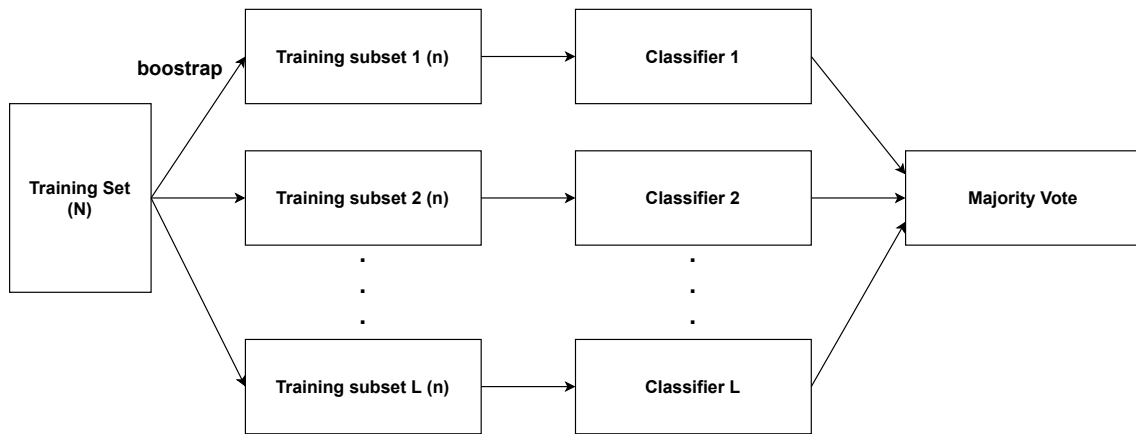 Training subset 1 (n)
Classifier 1
boostrap
Training Set
(N)
Training subset 2 (n)
Classifier 2
Majority Vote
Training subset L (n)
Classifier L